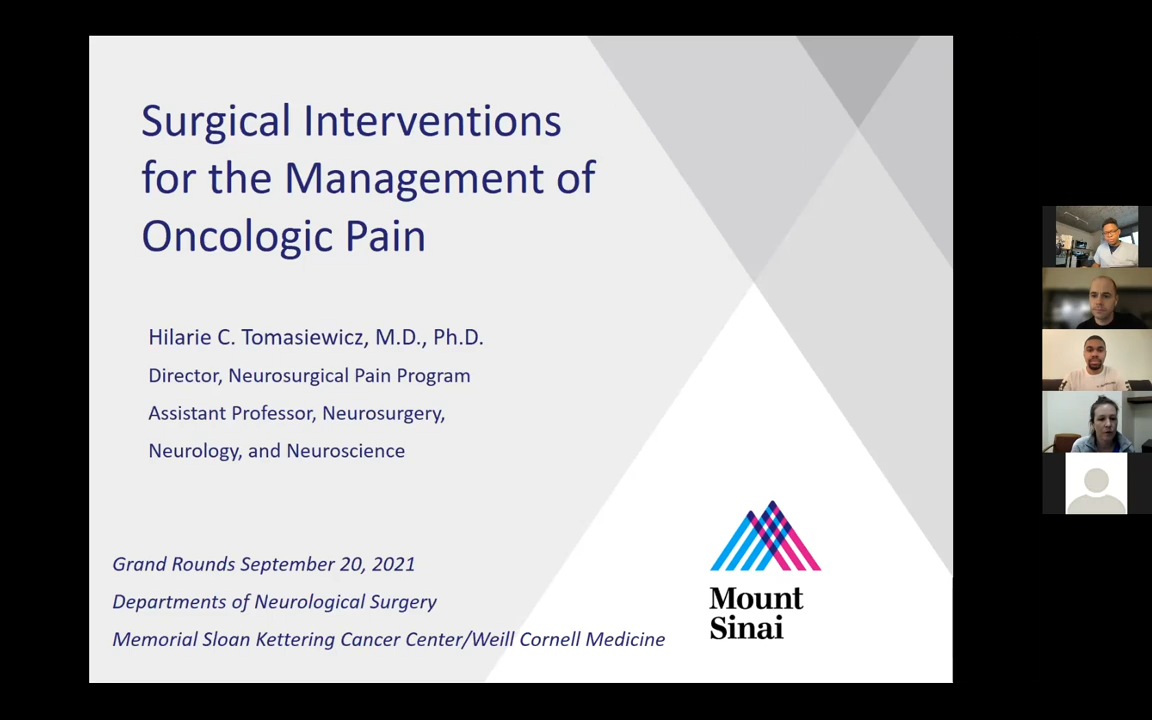 Surgical Interventions
for the Management of
Oncologic Pain
Hilarie C. Tomasiewicz, M.D., Ph.D.
Director, Neurosurgical Pain Program
Assistant Professor, Neurosurgery,
Neurology, and Neuroscience
Grand Rounds September 20, 2021
Departments of Neurological Surgery
Memorial Sloan Kettering Cancer Center/Weill Cornell Medicine
Mount
Sinai